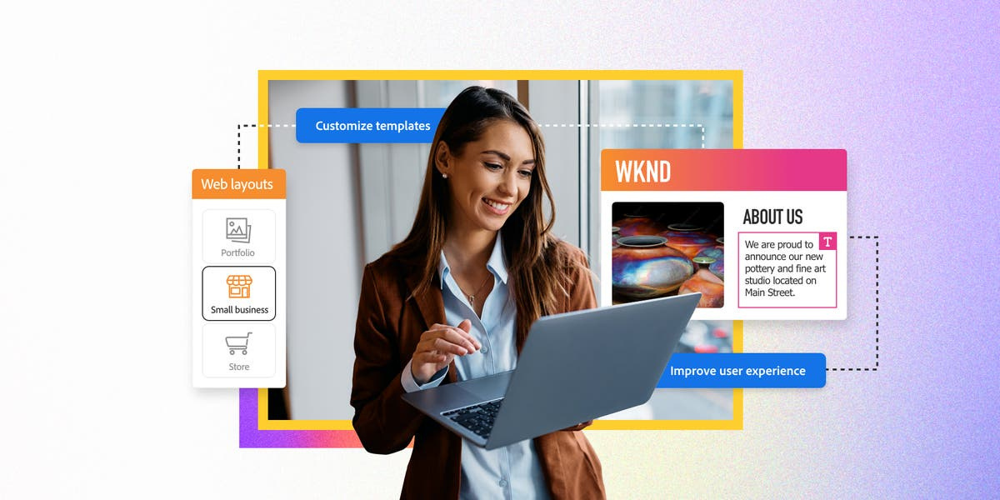 Customize templates
Web layouts
Portfolio
Small business
Store
WKND
ABOUT US
We are proud to
announce our new
pottery and fine art
studio located on
Main Street.
T
Improve user experience